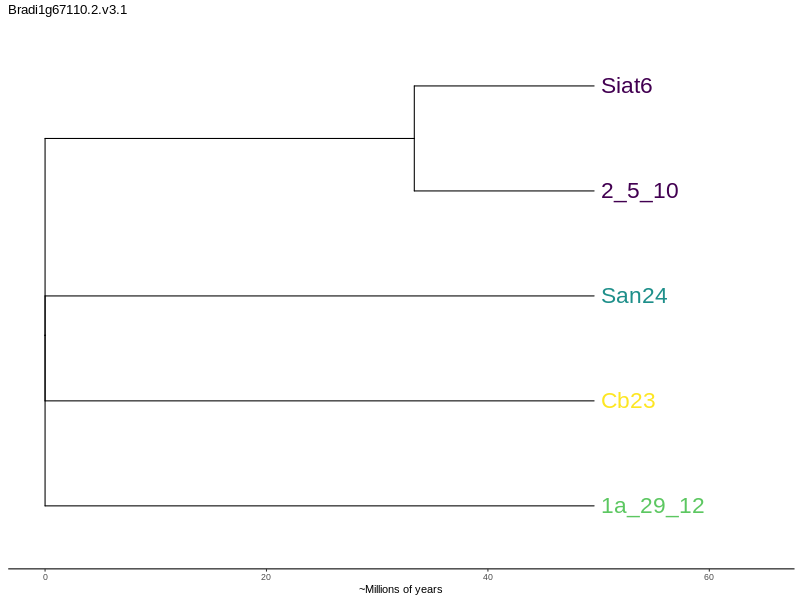 Bradi1g67110.2.v3.1
Siat6
2_5_10
San24
Cb23
1a_29_12
0 20 40 60
~Millions of years